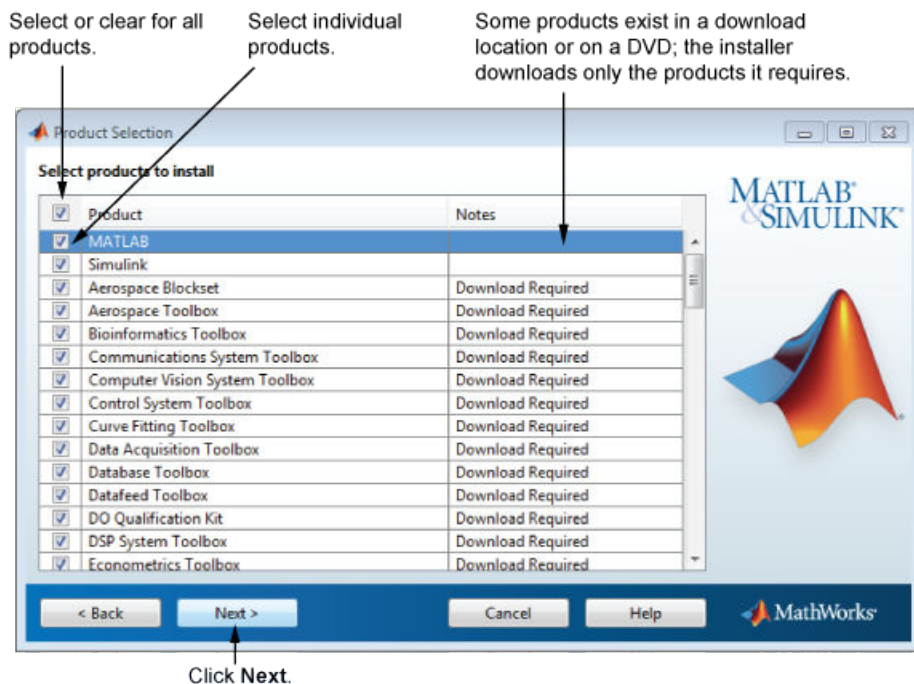 Select or clear for all
products.
Select individual
products.
Some products exist in a download
location or on a DVD; the installer
downloads only the products it requires.
Product Selection
Select products to install
Product Notes
MATLAB
Simulink
Aerospace Blockset Download Required
Aerospace Toolbox Download Required
Bioinformatics Toolbox Download Required
Communications System Toolbox Download Required
Computer Vision System Toolbox Download Required
Control System Toolbox Download Required
Curve Fitting Toolbox Download Required
Data Acquisition Toolbox Download Required
Database Toolbox Download Required
Datafeed Toolbox Download Required
DO Qualification Kit Download Required
DSP System Toolbox Download Required
Econometrics Toolbox Download Required
MATLAB®
&SIMULINK®
< Back Next > Cancel Help MathWorks®
Click Next.